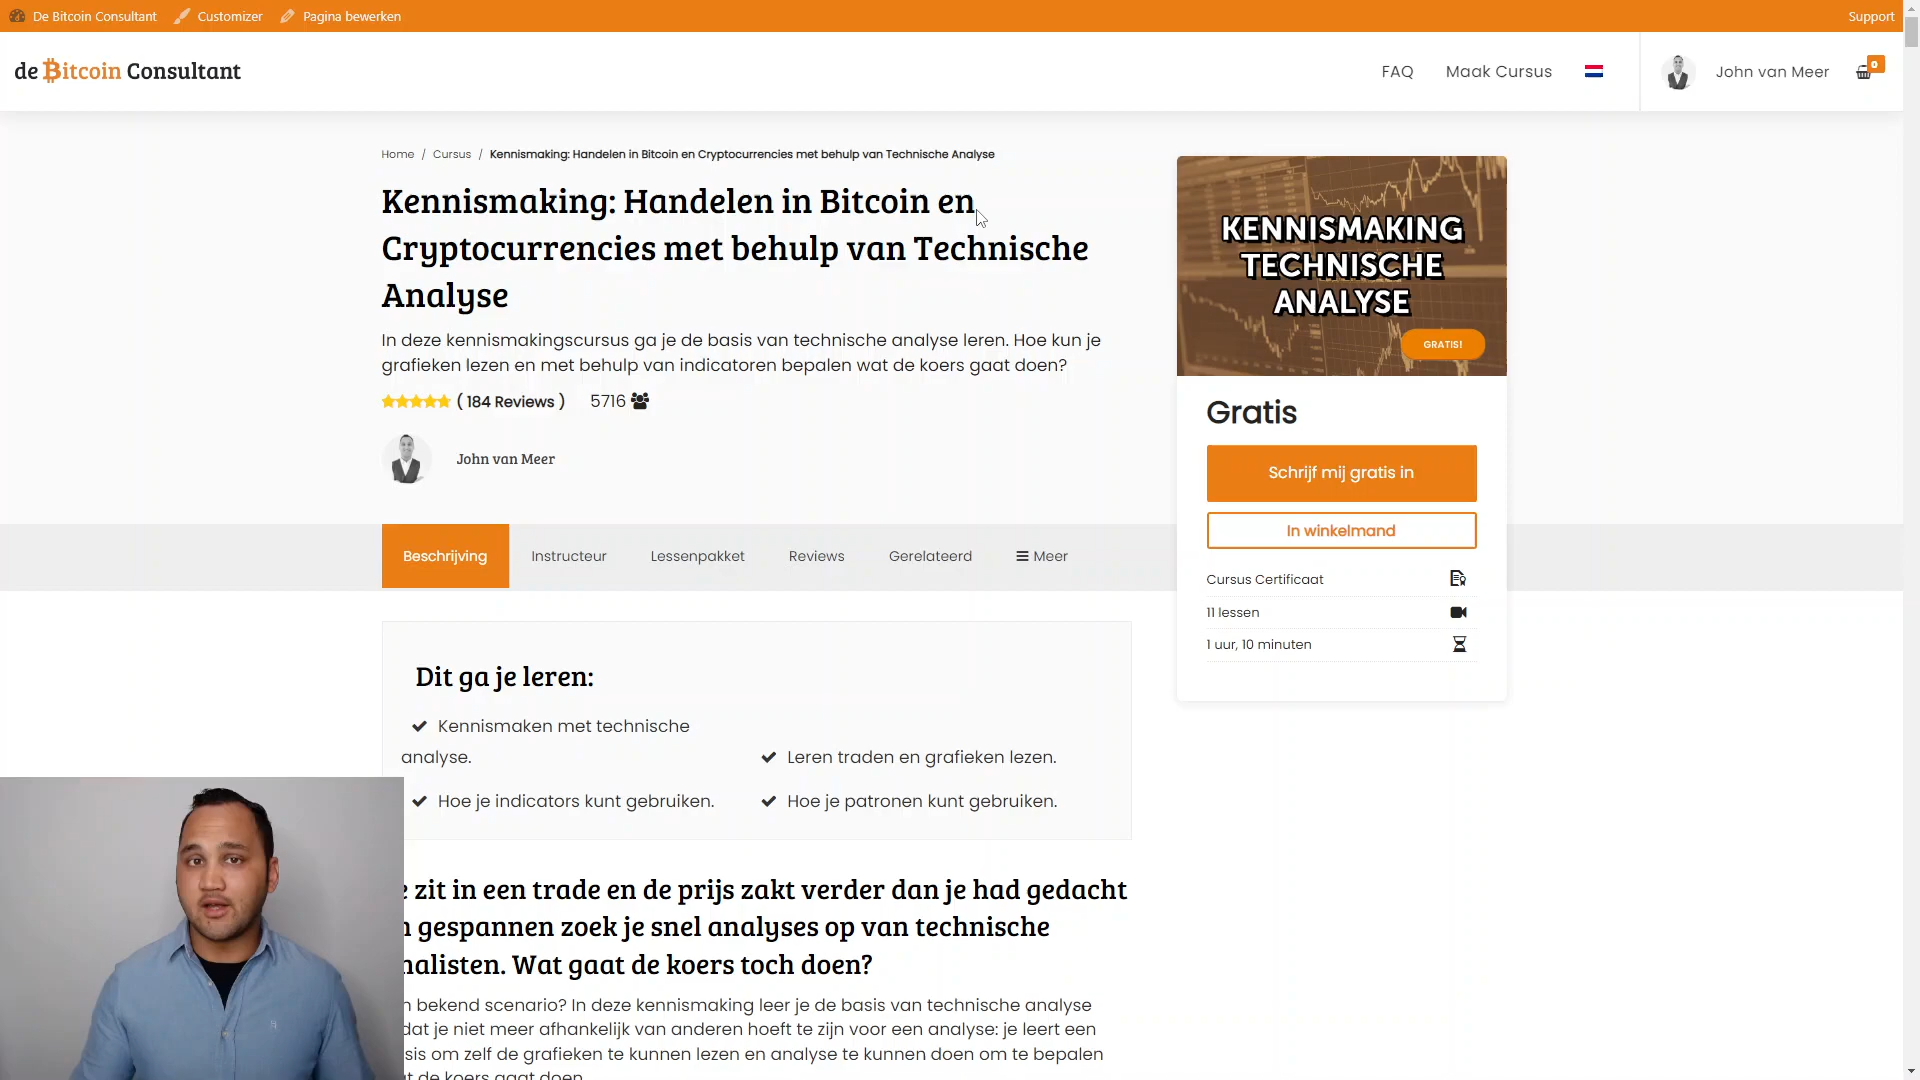 De Bitcoin Consultant
Customizer
Pagina bewerken
Support
de Bitcoin Consultant
FAQ
Maak Cursus
John van Meer
0
Home / Cursus / Kennismaking: Handelen in Bitcoin en Cryptocurrencies met behulp van Technische Analyse
Kennismaking: Handelen in Bitcoin en
Cryptocurrencies met behulp van Technische
Analyse
In deze kennismakingscursus ga je de basis van technische analyse leren. Hoe kun je
grafieken lezen en met behulp van indicatoren bepalen wat de koers gaat doen?
( 184 Reviews ) 5716
John van Meer
KENNISMAKING
TECHNISCHE
ANALYSE
GRATIS!
Gratis
Schrijf mij gratis in
In winkelmand
Cursus Certificaat
11 lessen
1 uur, 10 minuten
Beschrijving
Instructeur
Lessenpakket
Reviews
Gerelateerd
Meer
Dit ga je leren:
Kennismaken met technische
analyse.
Leren traden en grafieken lezen.
Hoe je indicators kunt gebruiken.
Hoe je patronen kunt gebruiken.
zit in een trade en de prijs zakt verder dan je had gedacht
gespannen zoek je snel analyses op van technische
nalisten. Wat gaat de koers toch doen?
bekend scenario? In deze kennismaking leer je de basis van technische analyse
dat je niet meer afhankelijk van anderen hoeft te zijn voor een analyse: je leert een
sis om zelf de grafieken te kunnen lezen en analyse te kunnen doen om te bepalen
de koers gaat doen